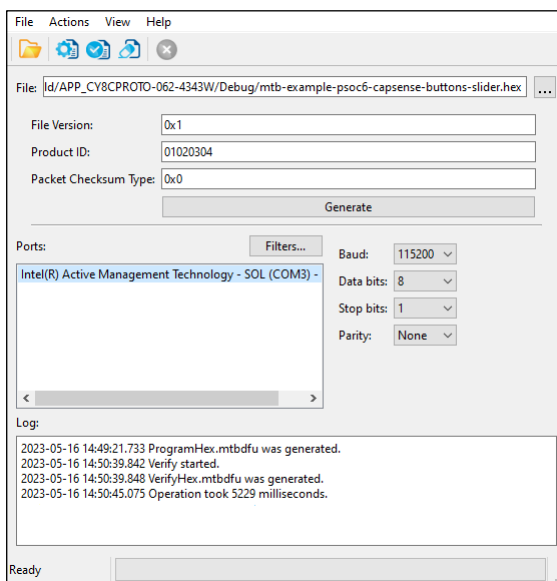 File Actions View Help
File: ld/APP_CY8CPROTO-062-4343W/Debug/mtb-example-psoc6-capsense-buttons-slider.hex ...
File Version: 0x1
Product ID: 01020304
Packet Checksum Type: 0x0
Generate
Ports: Filters...
Intel(R) Active Management Technology - SOL (COM3) -
Baud: 115200
Data bits: 8
Stop bits: 1
Parity: None
Log:
2023-05-16 14:49:21.733 ProgramHex.mtbdfu was generated.
2023-05-16 14:50:39.842 Verify started.
2023-05-16 14:50:39.848 VerifyHex.mtbdfu was generated.
2023-05-16 14:50:45.075 Operation took 5229 milliseconds.
Ready